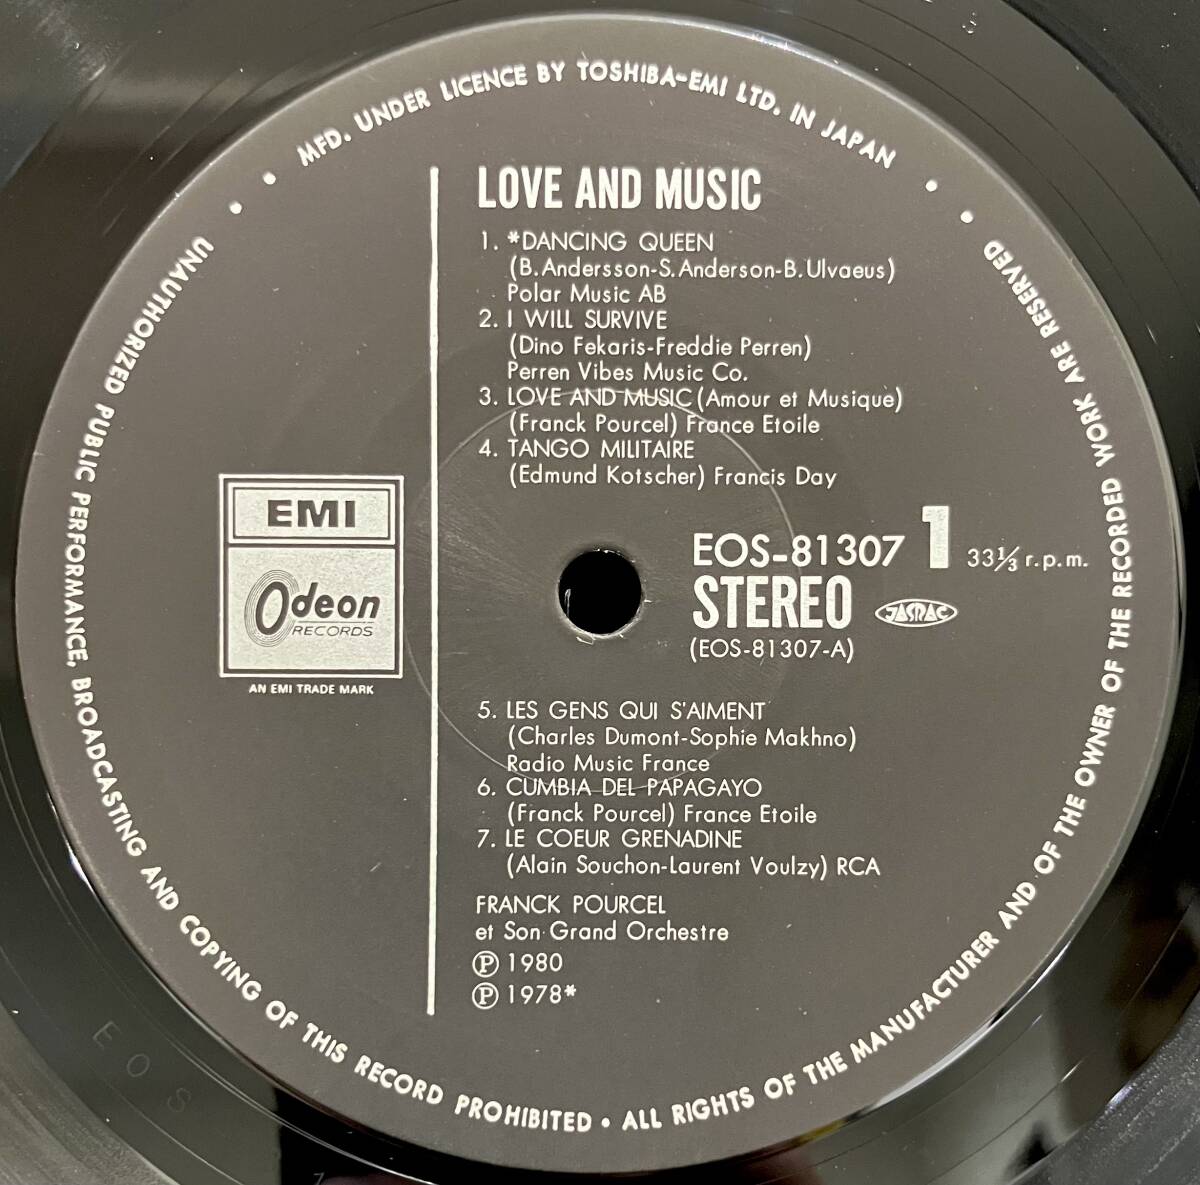 MFD. UNDER LICENCE BY TOSHIBA-EMI LTD. IN JAPAN
LOVE AND MUSIC
1. *DANCING QUEEN
(B.Andersson-S.Anderson-B.Ulvaeus)
Polar Music AB
2. I WILL SURVIVE
(Dino Fekaris-Freddie Perren)
Perren Vibes Music Co.
3. LOVE AND MUSIC (Amour et Musique)
(Franck Pourcel) France Etoile
4. TANGO MILITAIRE
(Edmund Kotscher) Francis Day
EMI
Odeon
RECORDS
AN EMI TRADE MARK
EOS-81307 1 33⅓ r.p.m.
STEREO JASRAC
(EOS-81307-A)
5. LES GENS QUI S'AIMENT
(Charles Dumont-Sophie Makhno)
Radio Music France
6. CUMBIA DEL PAPAGAYO
(Franck Pourcel) France Etoile
7. LE COEUR GRENADINE
(Alain Souchon-Laurent Voulzy) RCA
FRANCK POURCEL
et Son Grand Orchestre
Ⓟ 1980
Ⓟ 1978*
UNAUTHORIZED PUBLIC PERFORMANCE, BROADCASTING AND COPYING OF THIS RECORD PROHIBITED • ALL RIGHTS OF THE MANUFACTURER AND OF THE OWNER OF THE RECORDED WORK ARE RESERVED
EOS